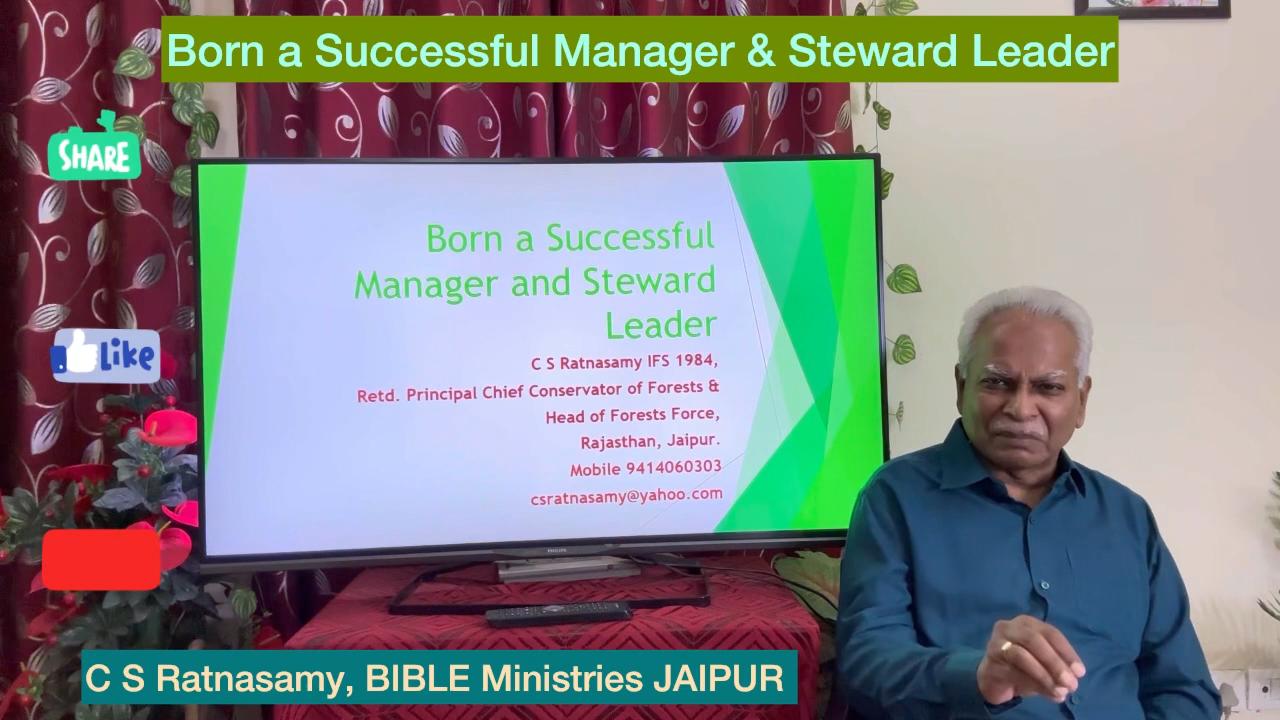 Born a Successful Manager & Steward Leader
SHARE
Born a Successful
Manager and Steward
Leader
C S Ratnasamy IFS 1984,
Retd. Principal Chief Conservator of Forests &
Head of Forests Force,
Rajasthan, Jaipur.
Mobile 9414060303
csratnasamy@yahoo.com
Like
PHILIPS
C S Ratnasamy, BIBLE Ministries JAIPUR